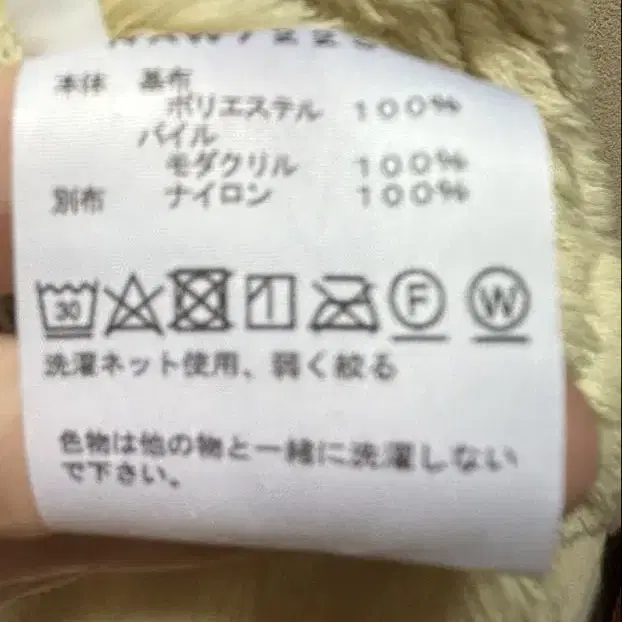 本体 基布
ポリエステル 100%
パイル
モダクリル 100%
別布 ナイロン 100%
30 F W
洗濯ネット使用、弱く絞る
色物は他の物と一緒に洗濯しない
で下さい。